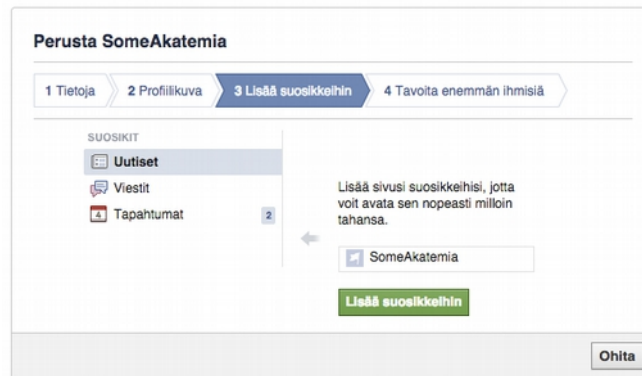 Perusta SomeAkatemia
1 Tietoja 2 Profiilikuva 3 Lisää suosikkeihin 4 Tavoita enemmän ihmisiä
SUOSIKIT
Uutiset
Viestit
4 Tapahtumat 2
Lisää sivusi suosikkeihisi, jotta
voit avata sen nopeasti milloin
tahansa.
SomeAkatemia
Lisää suosikkeihin
Ohita